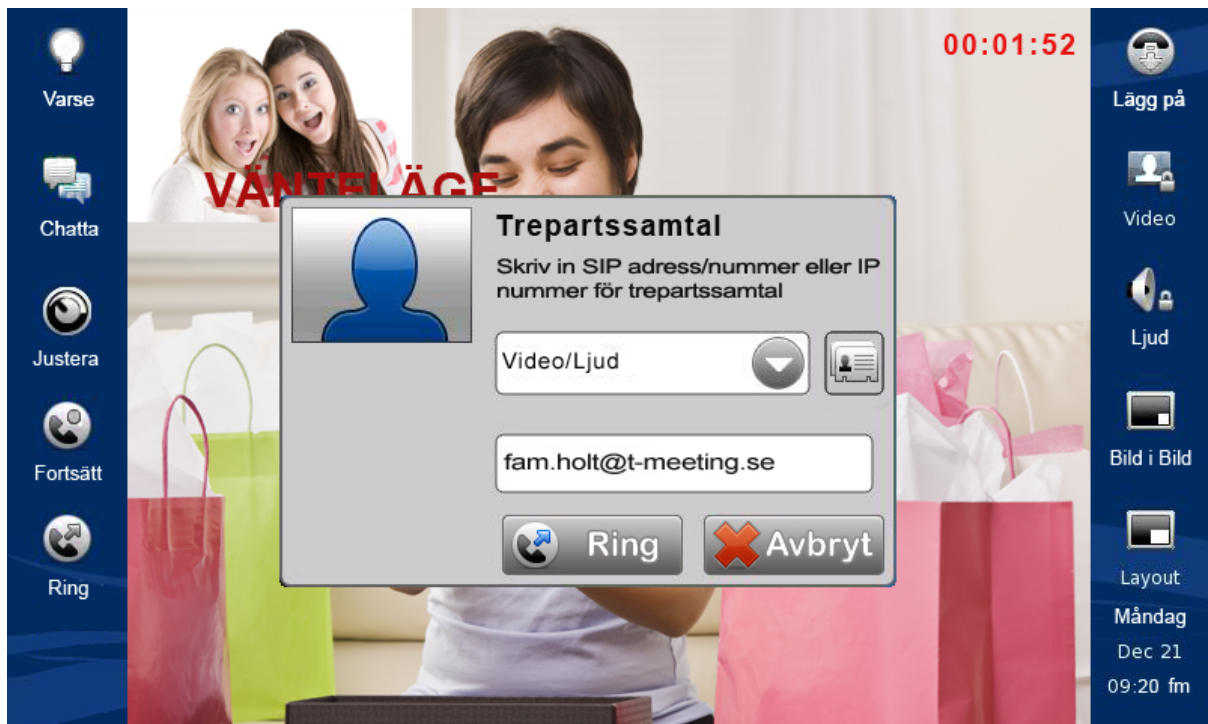 Varse
Chatta
Justera
Fortsätt
Ring
VÄNTELÄGE
00:01:52
Trepartssamtal
Skriv in SIP adress/nummer eller IP
nummer för trepartssamtal
Video/Ljud
fam.holt@t-meeting.se
Ring
Avbryt
Lägg på
Video
Ljud
Bild i Bild
Layout
Måndag
Dec 21
09:20 fm